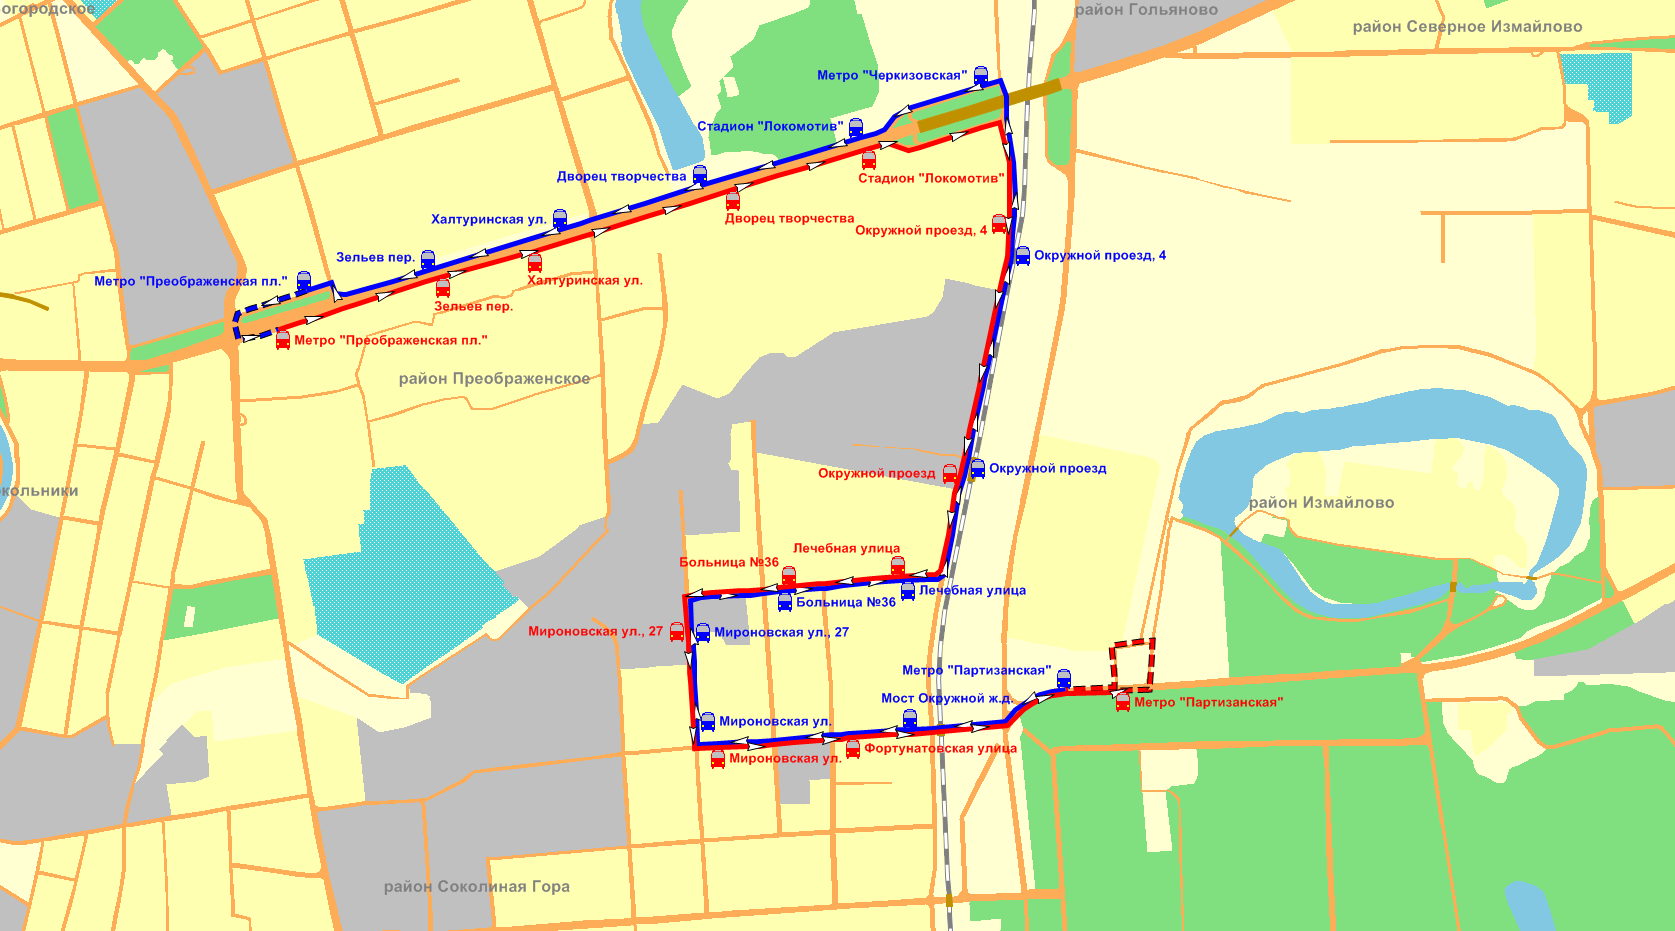 огородское
район Гольяново
район Северное Измайлово
Метро "Черкизовская"
Стадион "Локомотив"
Дворец творчества
Стадион "Локомотив"
Халтуринская ул.
Дворец творчества
Окружной проезд, 4
Зельев пер.
Окружной проезд, 4
Метро "Преображенская пл."
Халтуринская ул.
Зельев пер.
Метро "Преображенская пл."
район Преображенское
Окружной проезд
Окружной проезд
кольники
район Измайлово
Лечебная улица
Больница №36
Лечебная улица
Больница №36
Мироновская ул., 27
Мироновская ул., 27
Метро "Партизанская"
Мост Окружной ж.д.
Метро "Партизанская"
Мироновская ул.
Фортунатовская улица
Мироновская ул.
район Соколиная Гора